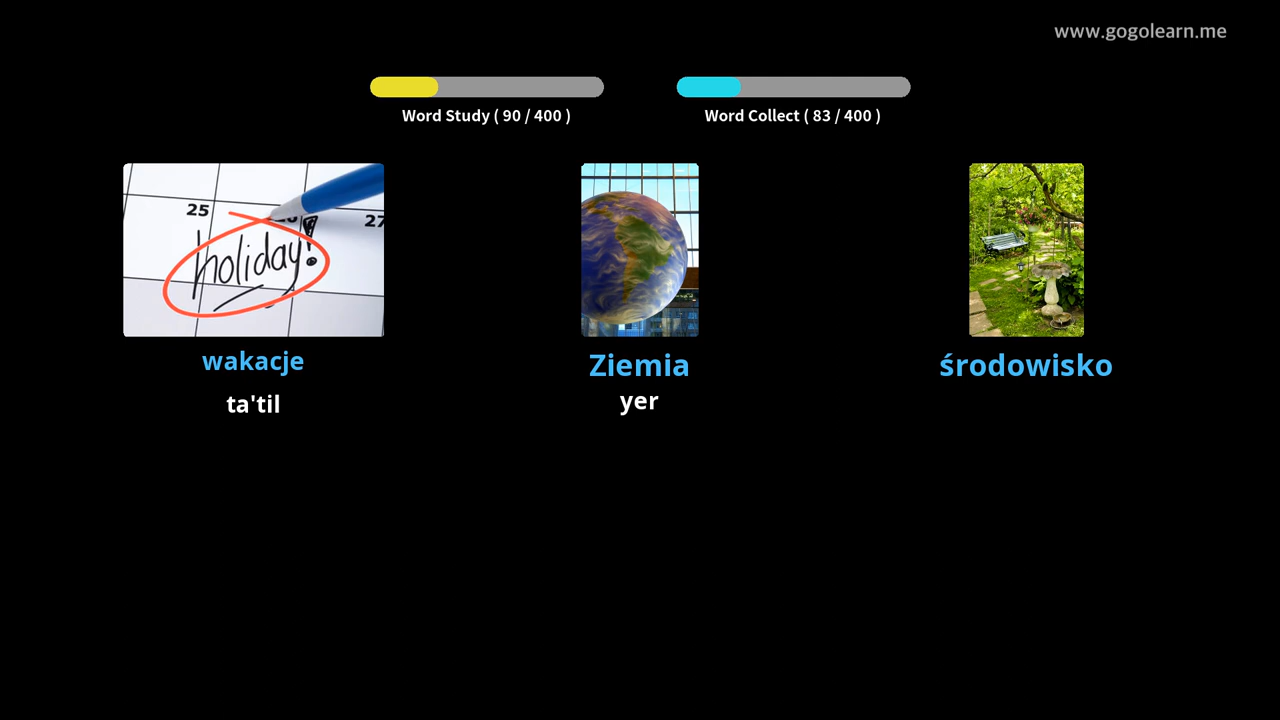 www.gogolearn.me
Word Study ( 90 / 400 )
Word Collect ( 83 / 400 )
25
27
holiday!
wakacje
ta'til
Ziemia
yer
środowisko